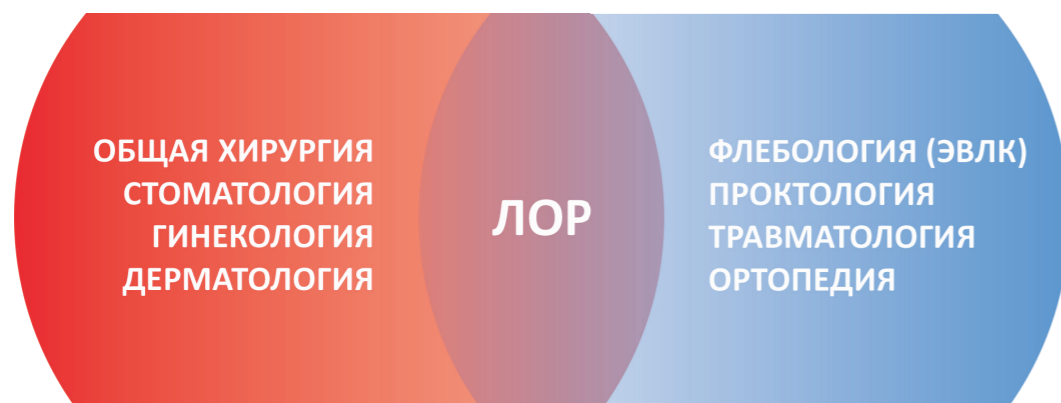 ОБЩАЯ ХИРУРГИЯ
СТОМАТОЛОГИЯ
ГИНЕКОЛОГИЯ
ДЕРМАТОЛОГИЯ
ЛОР
ФЛЕБОЛОГИЯ (ЭВЛК)
ПРОКТОЛОГИЯ
ТРАВМАТОЛОГИЯ
ОРТОПЕДИЯ